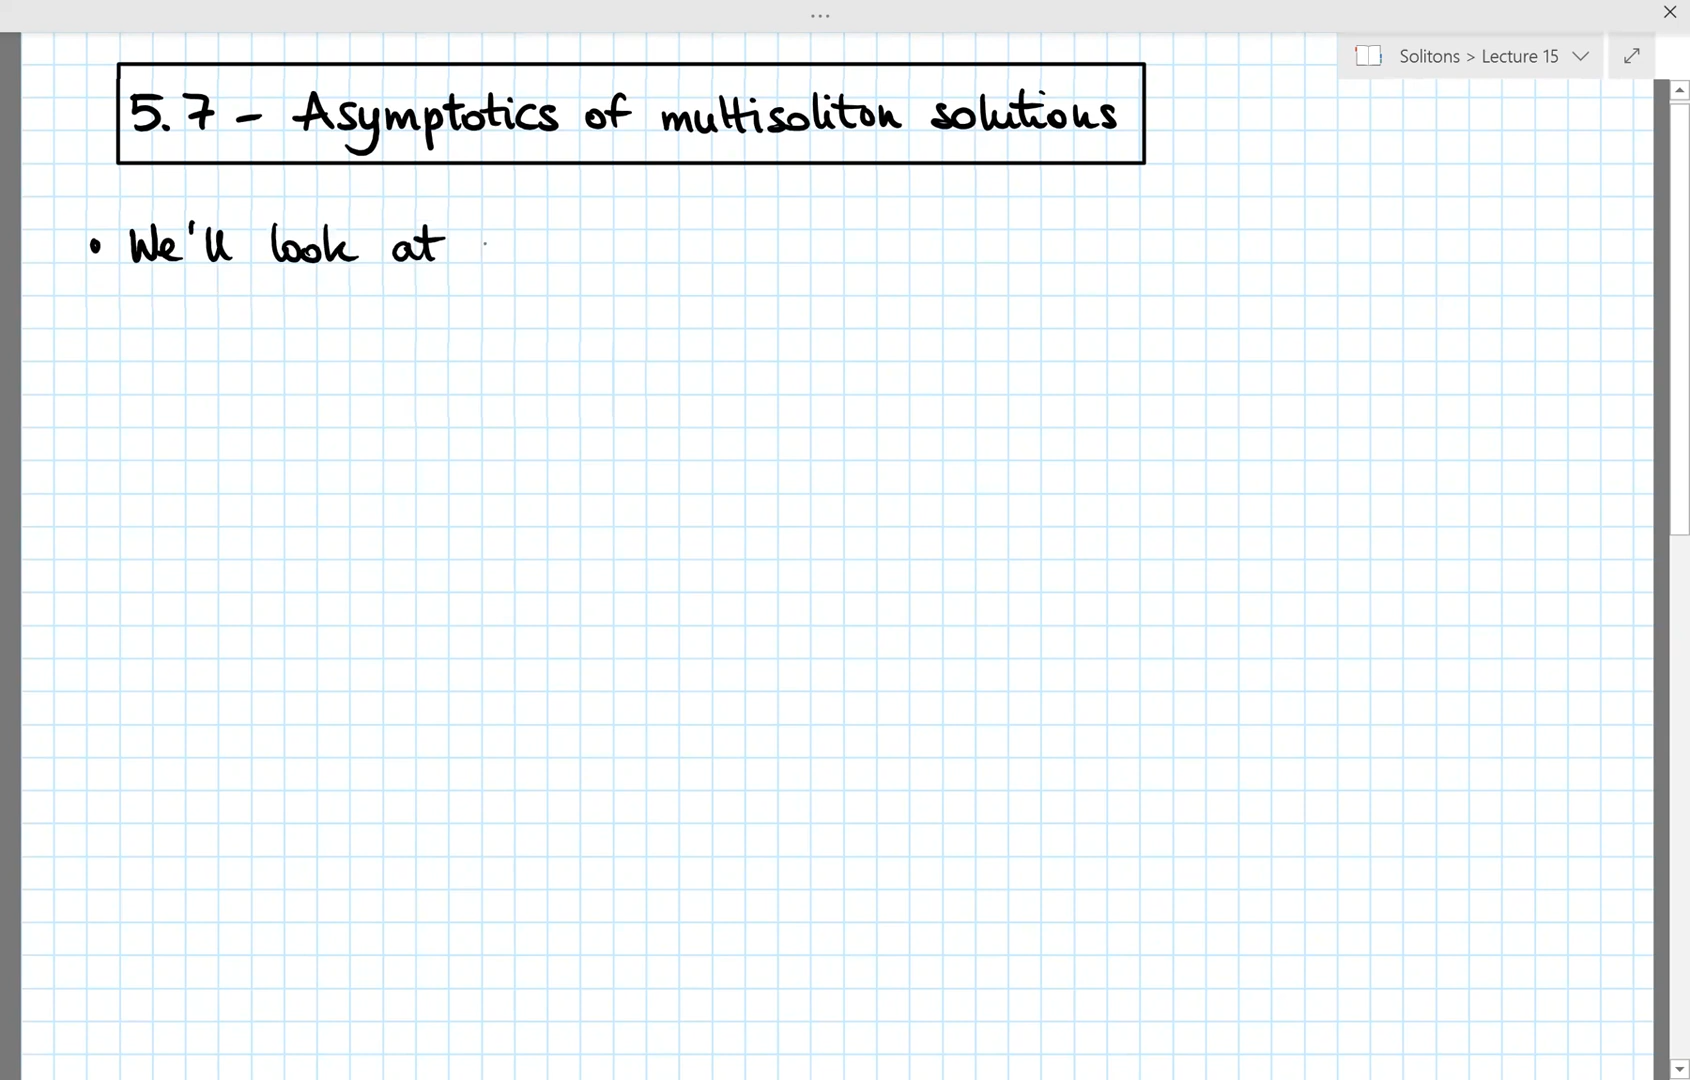 ...
Solitons > Lecture 15
5.7 - Asymptotics of multisoliton solutions
• We'll look at